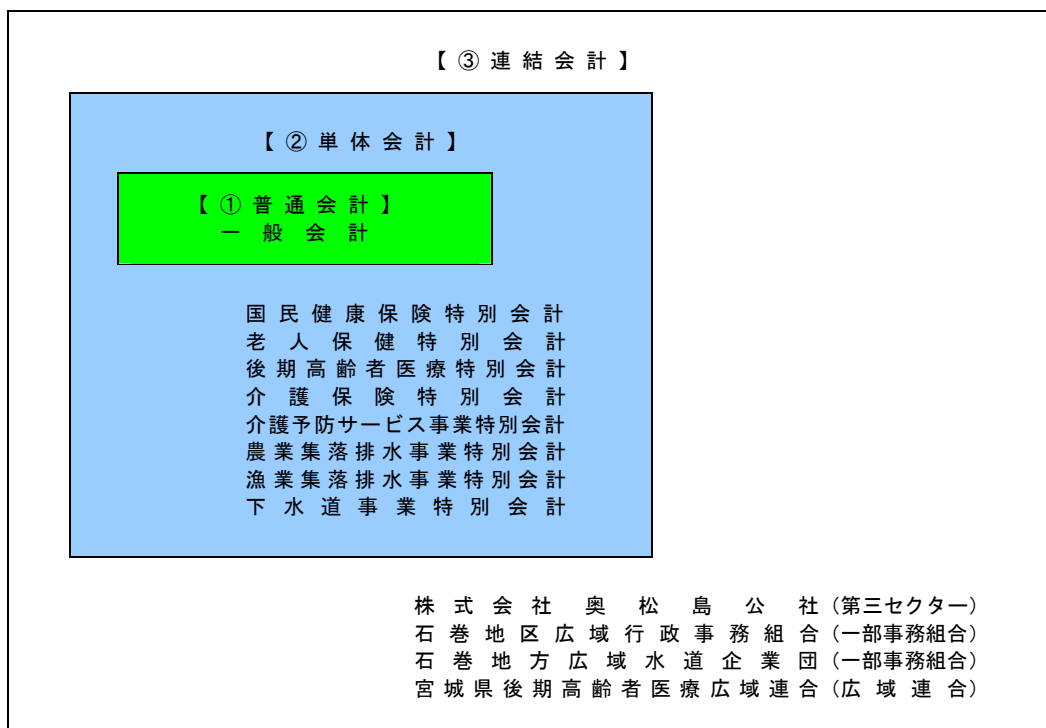 【③連結会計】
【②単体会計】
【①普通会計】
一般会計
国民健康保険特別会計
老人保健特別会計
後期高齢者医療特別会計
介護保険特別会計
介護予防サービス事業特別会計
農業集落排水事業特別会計
漁業集落排水事業特別会計
下水道事業特別会計
株式会社奥松島公社(第三セクター)
石巻地区広域行政事務組合(一部事務組合)
石巻地方広域水道企業団(一部事務組合)
宮城県後期高齢者医療広域連合(広域連合)